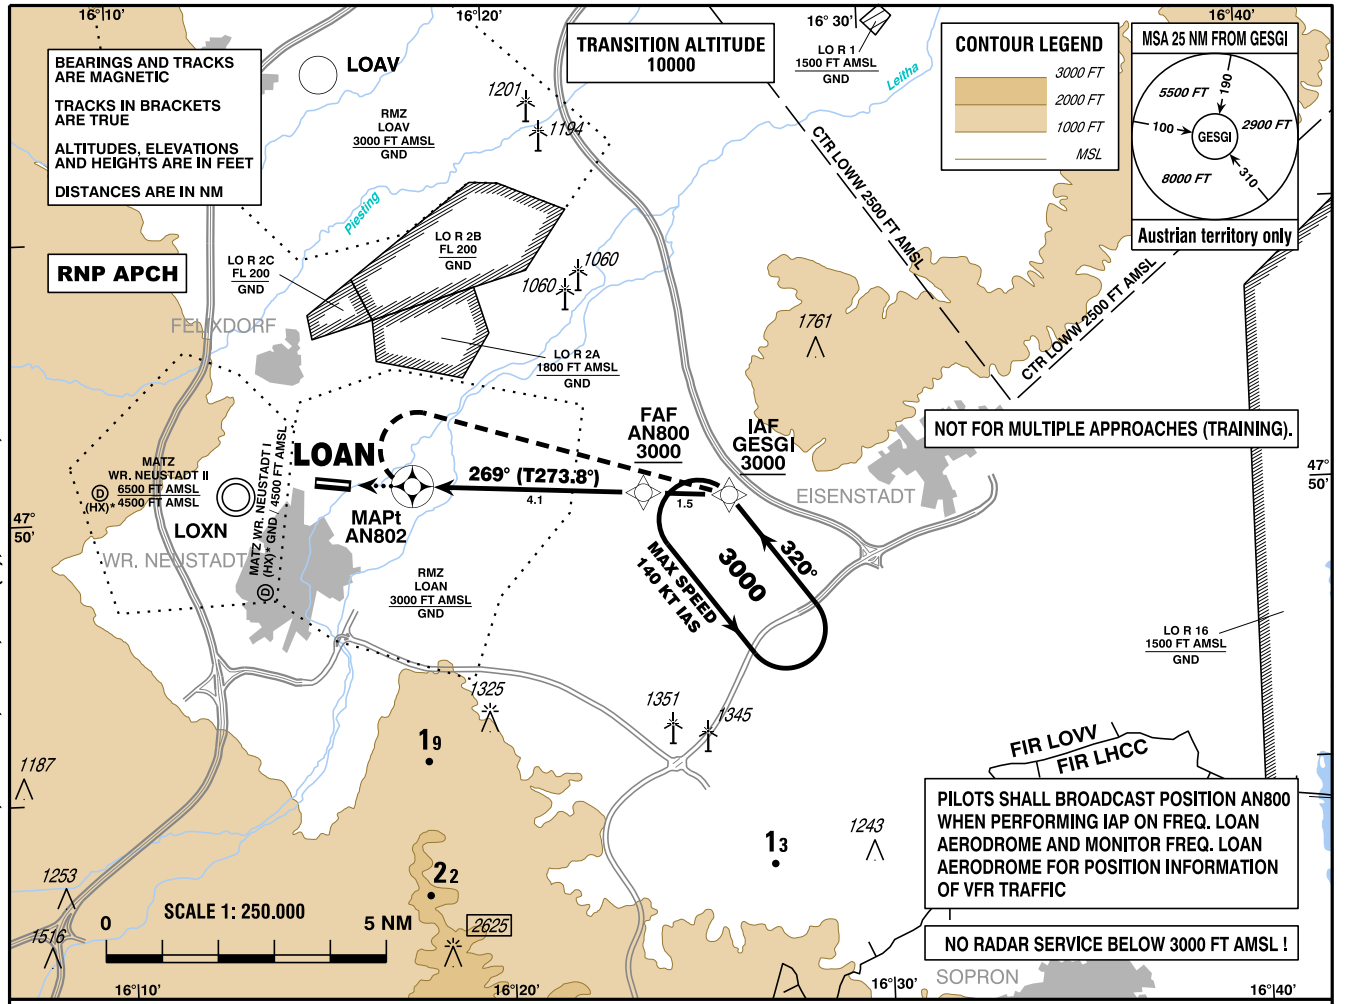 16°10'
16°20'
16° 30'
16°40'
BEARINGS AND TRACKS
ARE MAGNETIC
TRACKS IN BRACKETS
ARE TRUE
ALTITUDES, ELEVATIONS
AND HEIGHTS ARE IN FEET
DISTANCES ARE IN NM
LOAV
TRANSITION ALTITUDE
10000
LO R 1
1500 FT AMSL
GND
Leitha
CONTOUR LEGEND
3000 FT
2000 FT
1000 FT
MSL
MSA 25 NM FROM GESGI
5500 FT
190
100
2900 FT
GESGI
8000 FT
310
Austrian territory only
1201
1194
RMZ
LOAV
3000 FT AMSL
GND
Piesting
CTR LOWW 2500 FT AMSL
CTR LOWW 2500 FT AMSL
RNP APCH
LO R 2C
FL 200
GND
LO R 2B
FL 200
GND
1060
1060
FELIXDORF
1761
LO R 2A
1800 FT AMSL
GND
NOT FOR MULTIPLE APPROACHES (TRAINING).
FAF
AN800
3000
IAF
GESGI
3000
LOAN
269° (T273.8°)
4.1
1.5
MATZ
WR. NEUSTADT II
6500 FT AMSL
4500 FT AMSL
D
(HX)*
MATZ WR. NEUSTADT I
(HX)* GND / 4500 FT AMSL
D
LOXN
MAPt
AN802
EISENSTADT
47°
50'
47°
50'
WR. NEUSTADT
RMZ
LOAN
3000 FT AMSL
GND
MAX SPEED
140 KT IAS
3000
320°
LO R 16
1500 FT AMSL
GND
1325
1351
1345
19
FIR LOVV
FIR LHCC
1187
PILOTS SHALL BROADCAST POSITION AN800
WHEN PERFORMING IAP ON FREQ. LOAN
AERODROME AND MONITOR FREQ. LOAN
AERODROME FOR POSITION INFORMATION
OF VFR TRAFFIC
13
1243
1253
22
SCALE 1: 250.000
0
5 NM
2625
1516
NO RADAR SERVICE BELOW 3000 FT AMSL !
SOPRON
16°10'
16°20'
16°30'
16°40'